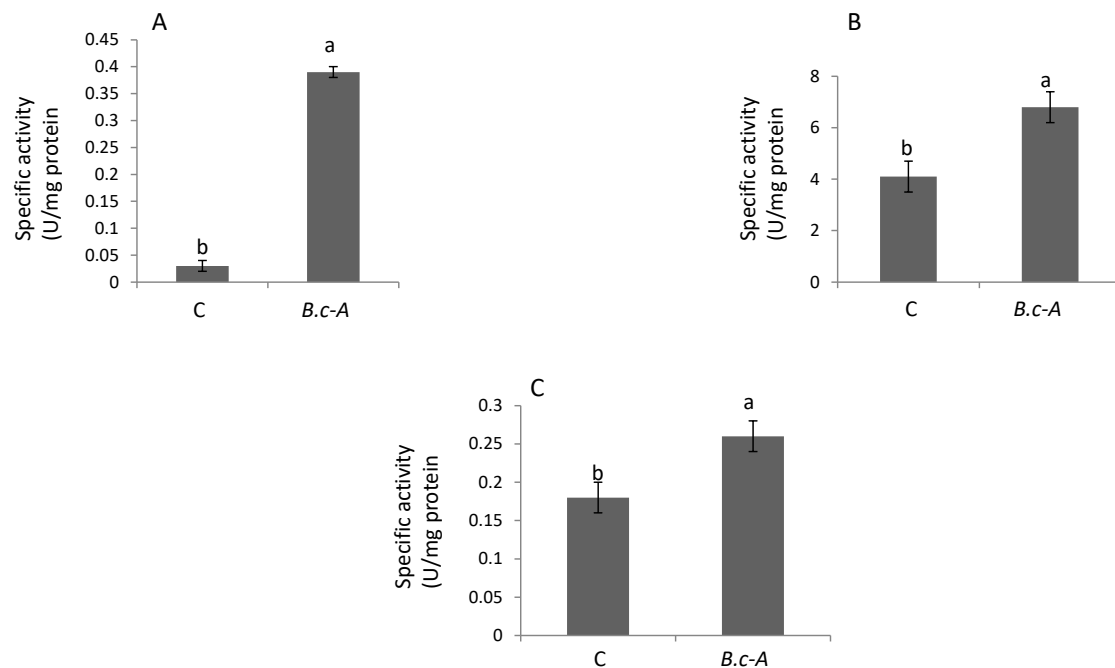 A
Specific activity
(U/mg protein
0.45
0.4
0.35
0.3
0.25
0.2
0.15
0.1
0.05
0
b
a
C
B.c-A
B
Specific activity
(U/mg protein
8
6
4
2
0
b
a
C
B.c-A
C
Specific activity
(U/mg protein
0.3
0.25
0.2
0.15
0.1
0.05
0
b
a
C
B.c-A